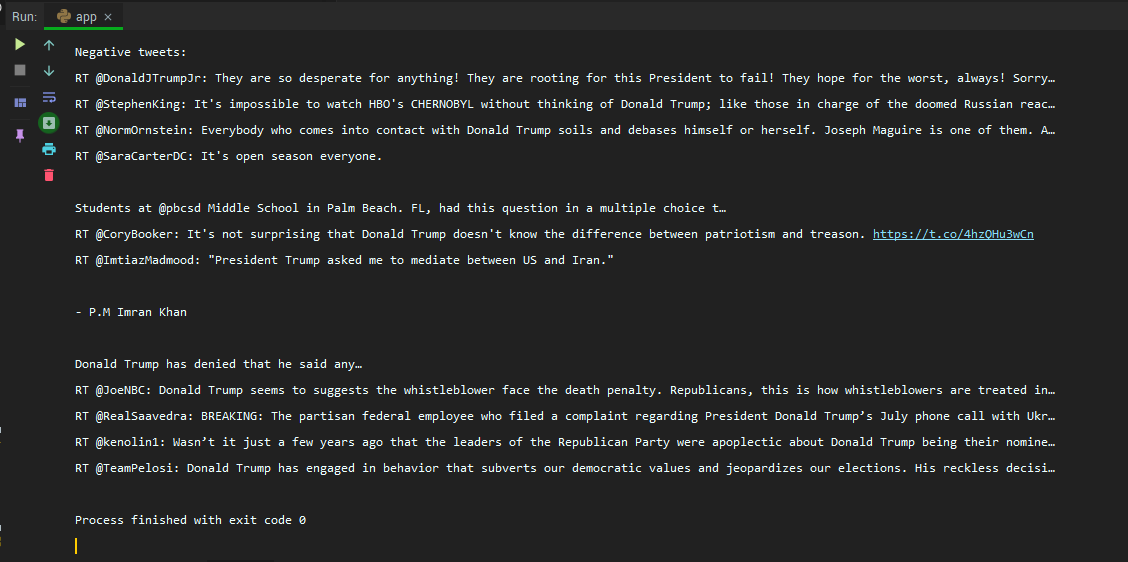 Run: app ×
Negative tweets:
RT @DonaldJTrumpJr: They are so desperate for anything! They are rooting for this President to fail! They hope for the worst, always! Sorry…
RT @StephenKing: It's impossible to watch HBO's CHERNOBYL without thinking of Donald Trump; like those in charge of the doomed Russian reac…
RT @NormOrnstein: Everybody who comes into contact with Donald Trump soils and debases himself or herself. Joseph Maguire is one of them. A…
RT @SaraCarterDC: It's open season everyone.
Students at @pbcsd Middle School in Palm Beach. FL, had this question in a multiple choice t…
RT @CoryBooker: It's not surprising that Donald Trump doesn't know the difference between patriotism and treason. https://t.co/4hzQHu3wCn
RT @ImtiazMadmood: "President Trump asked me to mediate between US and Iran."
- P.M Imran Khan
Donald Trump has denied that he said any…
RT @JoeNBC: Donald Trump seems to suggests the whistleblower face the death penalty. Republicans, this is how whistleblowers are treated in…
RT @RealSaavedra: BREAKING: The partisan federal employee who filed a complaint regarding President Donald Trump’s July phone call with Ukr…
RT @kenolin1: Wasn’t it just a few years ago that the leaders of the Republican Party were apoplectic about Donald Trump being their nomine…
RT @TeamPelosi: Donald Trump has engaged in behavior that subverts our democratic values and jeopardizes our elections. His reckless decisi…
Process finished with exit code 0